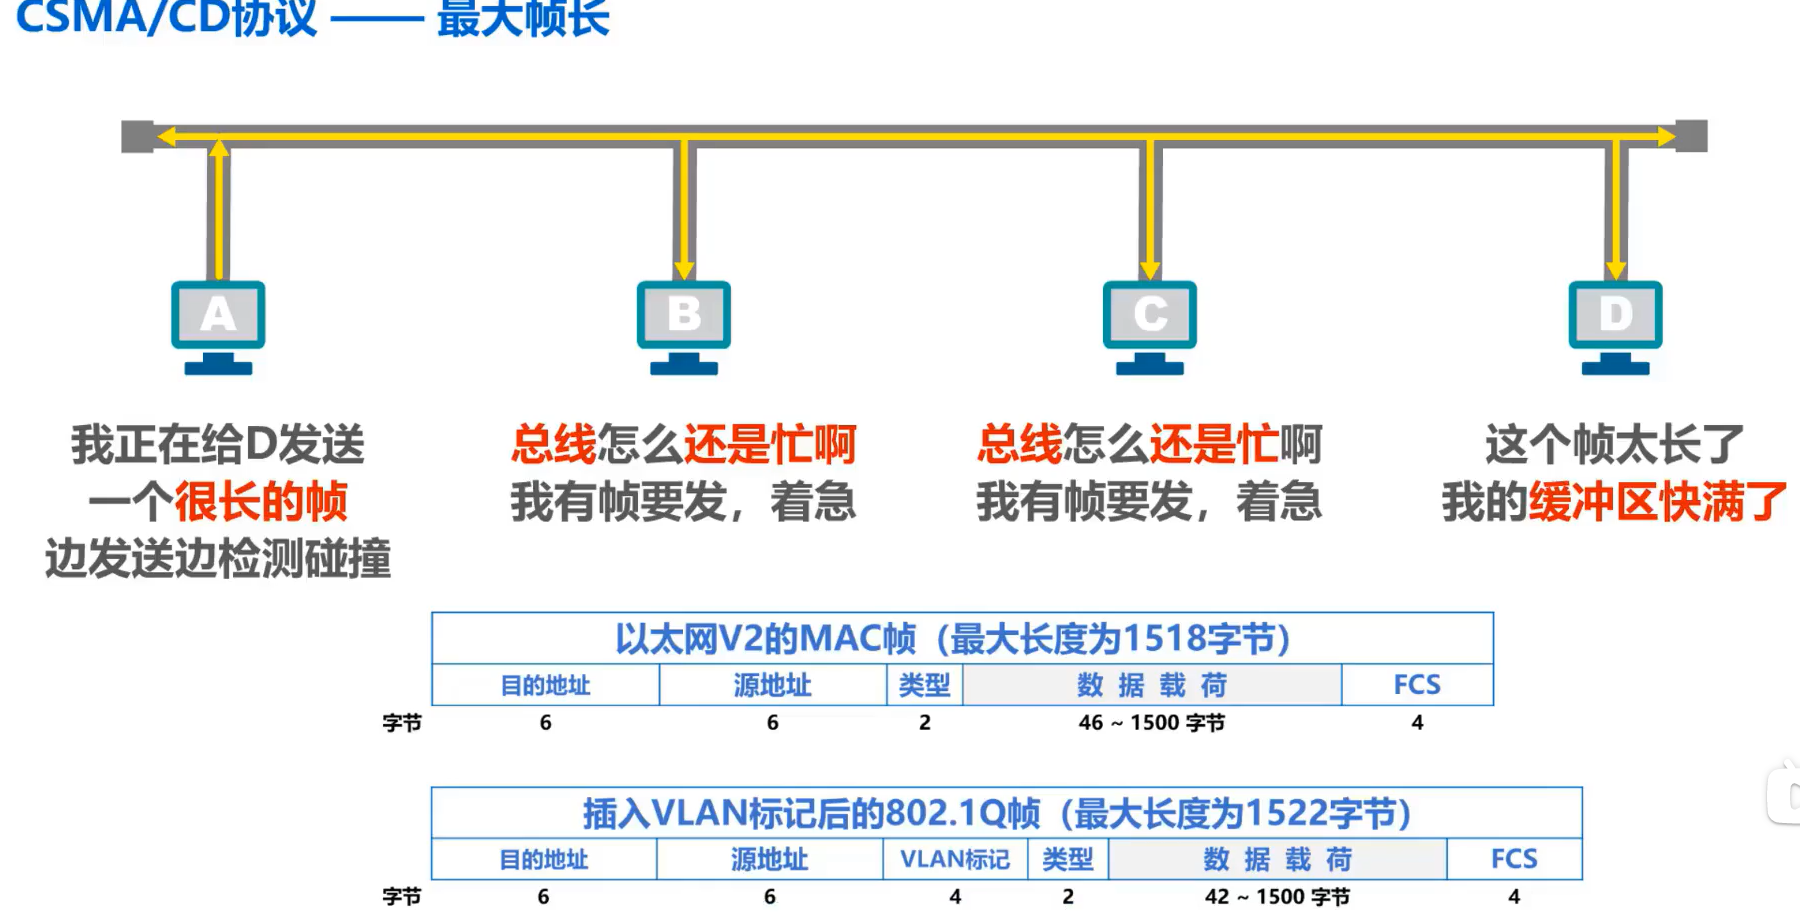 CSMA/CD协议 —— 最大帧长
A
B
C
D
我正在给D发送
一个很长的帧
边发送边检测碰撞
总线怎么还是忙啊
我有帧要发，着急
总线怎么还是忙啊
我有帧要发，着急
这个帧太长了
我的缓冲区快满了
以太网V2的MAC帧（最大长度为1518字节）
目的地址 源地址 类型 数据载荷 FCS
字节 6 6 2 46 ~ 1500 字节 4
插入VLAN标记后的802.1Q帧（最大长度为1522字节）
目的地址 源地址 VLAN标记 类型 数据载荷 FCS
字节 6 6 4 2 42 ~ 1500 字节 4